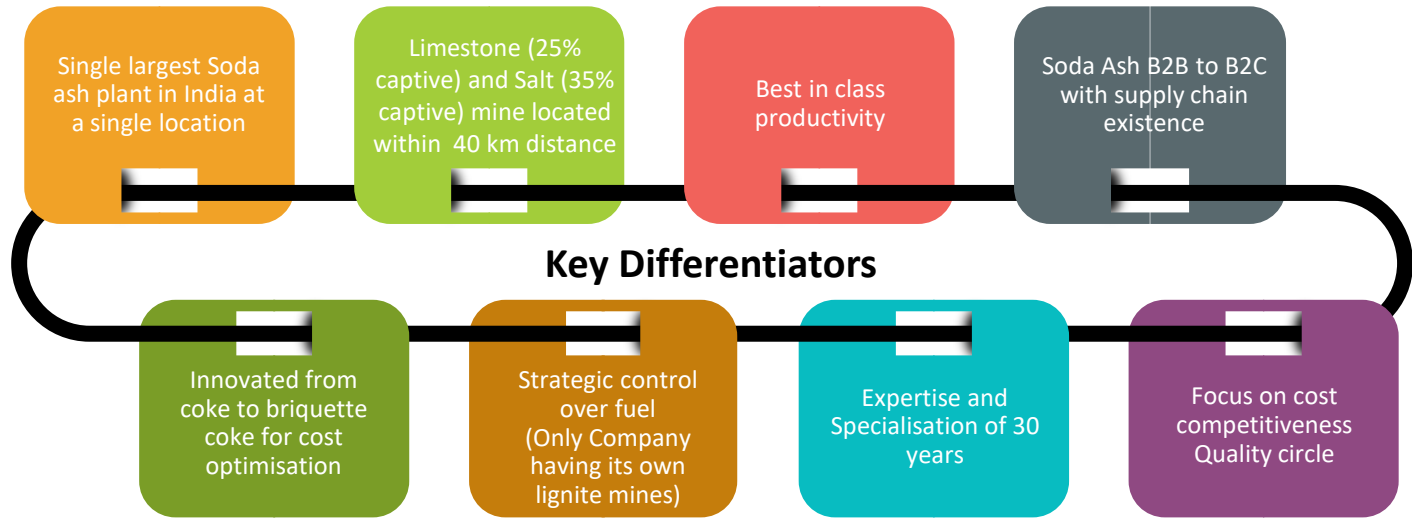 Single largest Soda
ash plant in India at
a single location
Limestone (25%
captive) and Salt (35%
captive) mine located
within 40 km distance
Best in class
productivity
Soda Ash B2B to B2C
with supply chain
existence
Key Differentiators
Innovated from
coke to briquette
coke for cost
optimisation
Strategic control
over fuel
(Only Company
having its own
lignite mines)
Expertise and
Specialisation of 30
years
Focus on cost
competitiveness
Quality circle